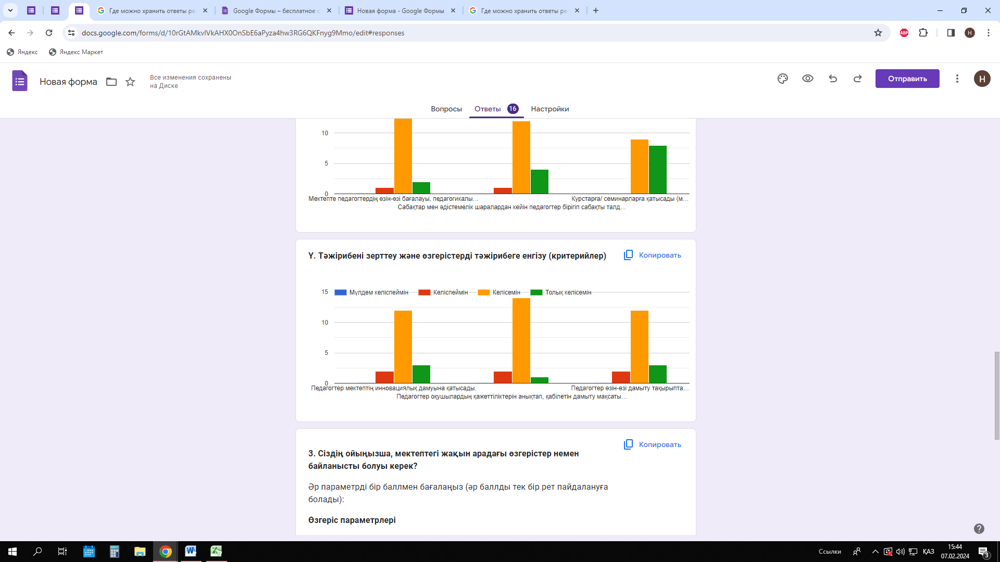 Где можно хранить ответы ре
Google Формы – бесплатное с
Новая форма - Google Формы
Где можно хранить ответы ре
docs.google.com/forms/d/10rGtAMkvlVkAHX0OnSbE6aPyza4hw3RG6QKFnyg9Mmo/edit#responses
ABP
Н
Яндекс
Яндекс Маркет
Новая форма
Все изменения сохранены
на Диске
Отправить
Н
Вопросы
Ответы 16
Настройки
10
5
0
Мектепте педагогтердің өзін-өзі бағалауы, педагогикалы…
Курстарға/ семинарларға қатысады (м…
Сабақтар мен әдістемелік шаралардан кейін педагогтер бірігіп сабақты талд…
Ү. Тәжірибені зерттеу және өзгерістерді тәжірибеге енгізу (критерийлер)
Копировать
15
Мүлдем келіспеймін
Келіспеймін
Келісемін
Толық келісемін
10
5
0
Педагогтер мектептің инновациялық дамуына қатысады.
Педагогтер өзін-өзі дамыту тақырыпта…
Педагогтер оқушылардың қажеттіліктерін анықтап, қабілетін дамыту мақсаты…
Копировать
3. Сіздің ойыңызша, мектептегі жақын арадағы өзгерістер немен
байланысты болуы керек?
Әр параметрді бір баллмен бағалаңыз (әр баллды тек бір рет пайдалануға
болады):
Өзгеріс параметрлері
Ссылки
ҚАЗ
15:44
07.02.2024
3